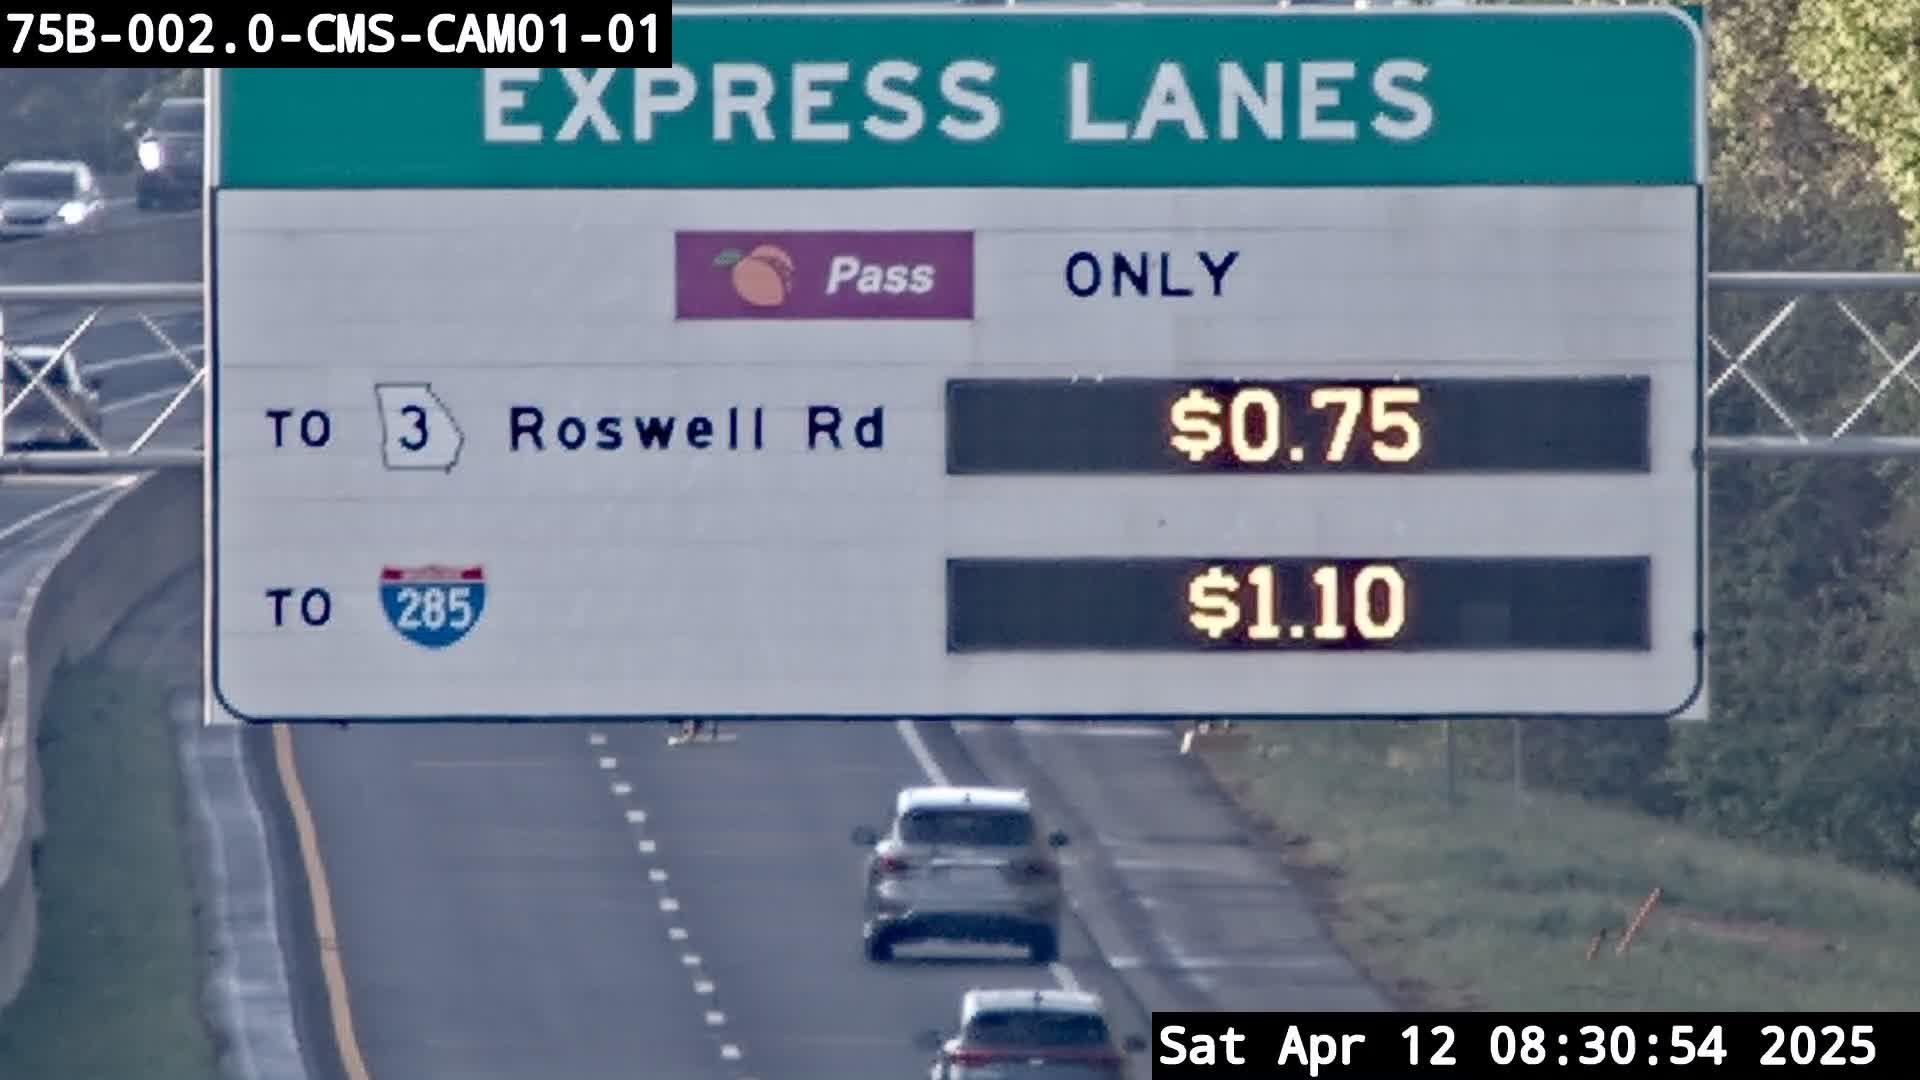 75B-002.0-CMS-CAM01-01
EXPRESS LANES
Pass ONLY
TO 3 Roswell Rd $0.75
TO 285 $1.10
Sat Apr 12 08:30:54 2025